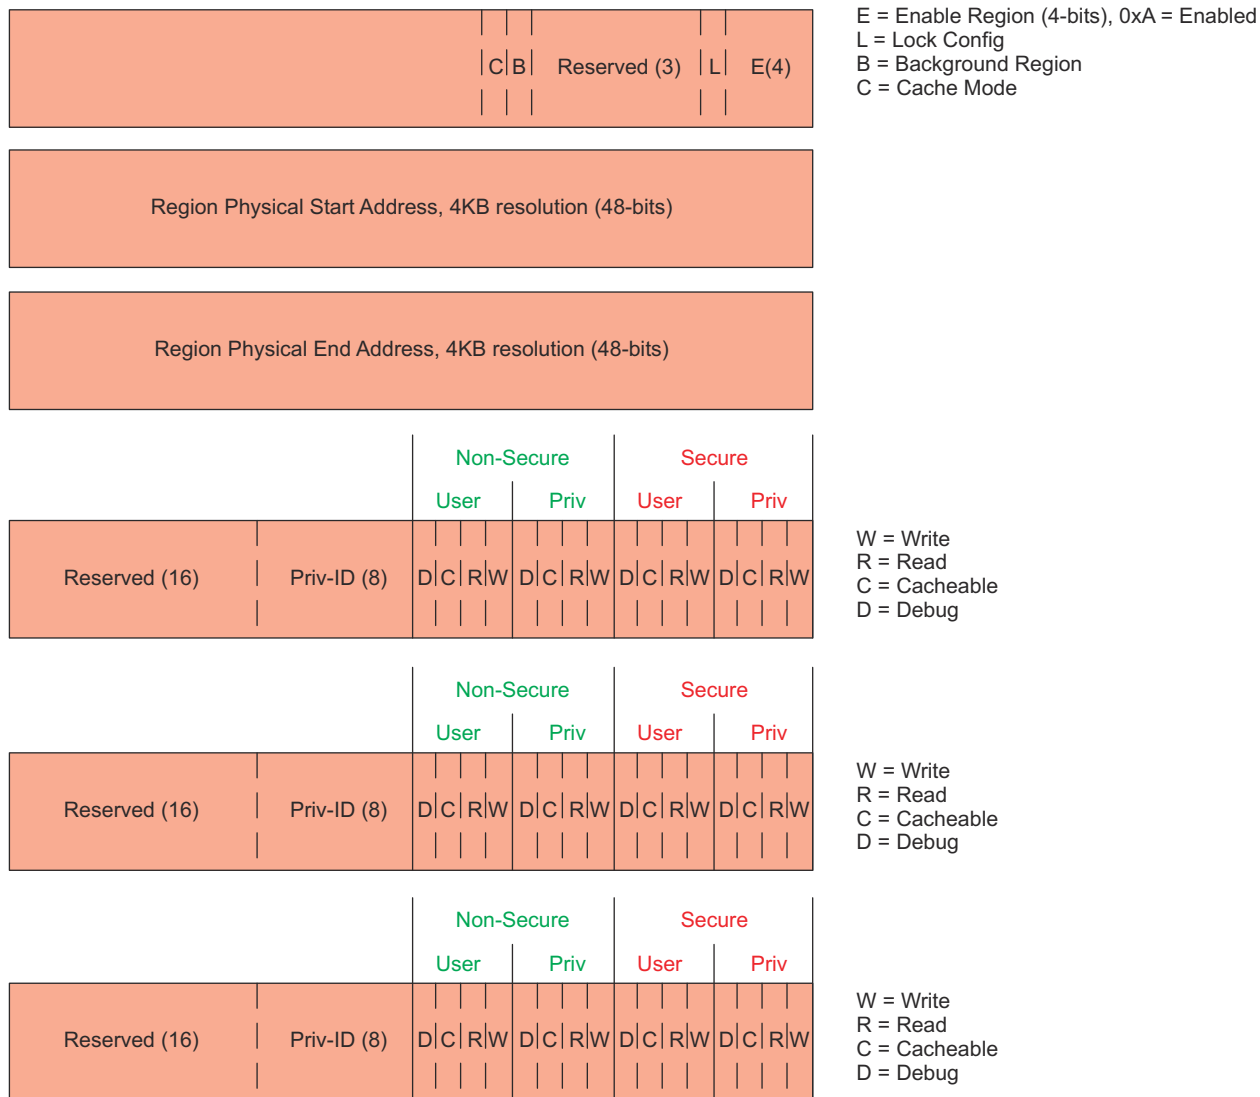 C B Reserved (3) L E(4)
E = Enable Region (4-bits), 0xA = Enabled
L = Lock Config
B = Background Region
C = Cache Mode
Region Physical Start Address, 4KB resolution (48-bits)
Region Physical End Address, 4KB resolution (48-bits)
Non-Secure Secure
User Priv User Priv
Reserved (16) Priv-ID (8) D C R W D C R W D C R W D C R W
W = Write
R = Read
C = Cacheable
D = Debug
Non-Secure Secure
User Priv User Priv
Reserved (16) Priv-ID (8) D C R W D C R W D C R W D C R W
W = Write
R = Read
C = Cacheable
D = Debug
Non-Secure Secure
User Priv User Priv
Reserved (16) Priv-ID (8) D C R W D C R W D C R W D C R W
W = Write
R = Read
C = Cacheable
D = Debug